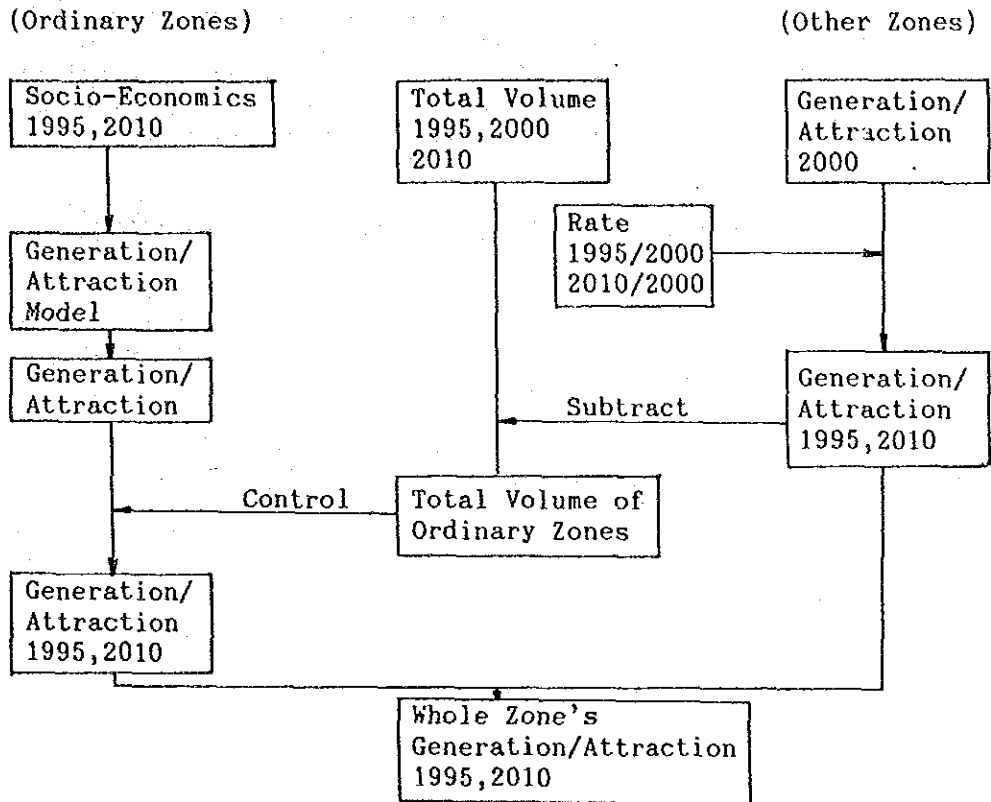 (Ordinary Zones)
(Other Zones)
Socio-Economics
1995,2010
Total Volume
1995,2000
2010
Generation/
Attraction
2000
Rate
1995/2000
2010/2000
Generation/
Attraction
Model
Generation/
Attraction
Generation/
Attraction
1995,2010
Subtract
Control
Total Volume of
Ordinary Zones
Generation/
Attraction
1995,2010
Whole Zone's
Generation/Attraction
1995,2010